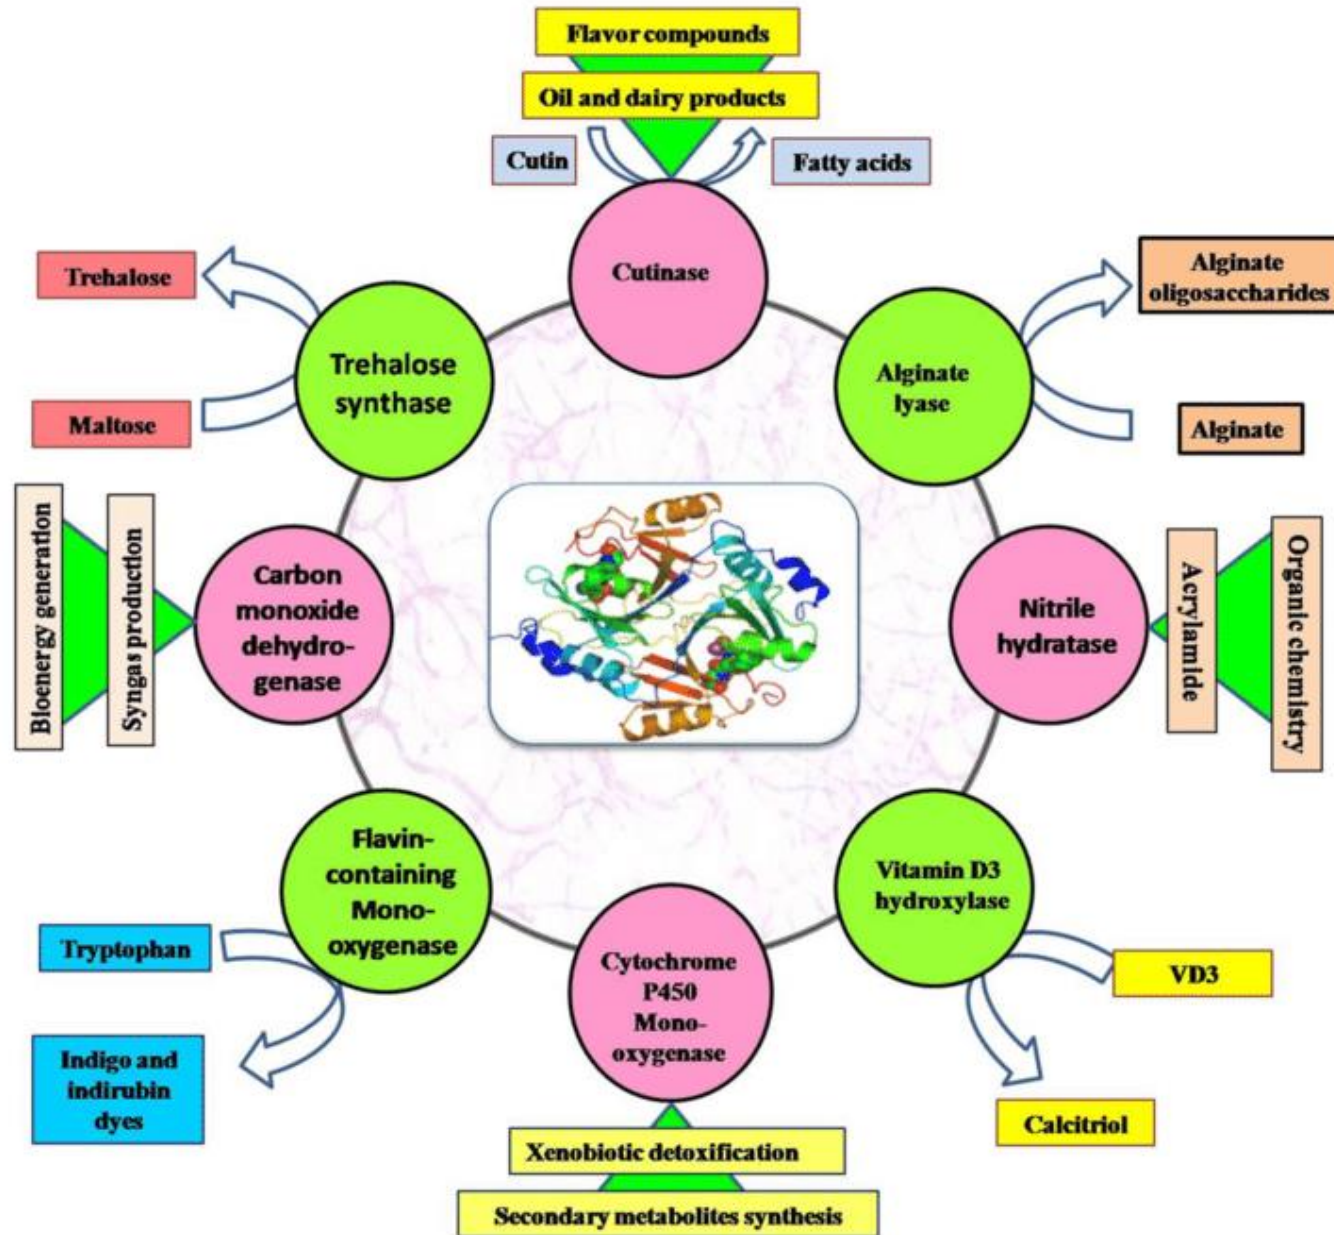 Flavor compounds
Oil and dairy products
Cutin
Fatty acids
Cutinase
Trehalose
Maltose
Trehalose
synthase
Alginate
lyase
Alginate
oligosaccharides
Alginate
Bioenergy generation
Syngas production
Carbon
monoxide
dehydro-
genase
Nitrile
hydratase
Acrylamide
Organic chemistry
Flavin-
containing
Mono-
oxygenase
Tryptophan
Indigo and
indirubin
dyes
Cytochrome
P450
Mono-
oxygenase
Vitamin D3
hydroxylase
VD3
Calcitriol
Xenobiotic detoxification
Secondary metabolites synthesis